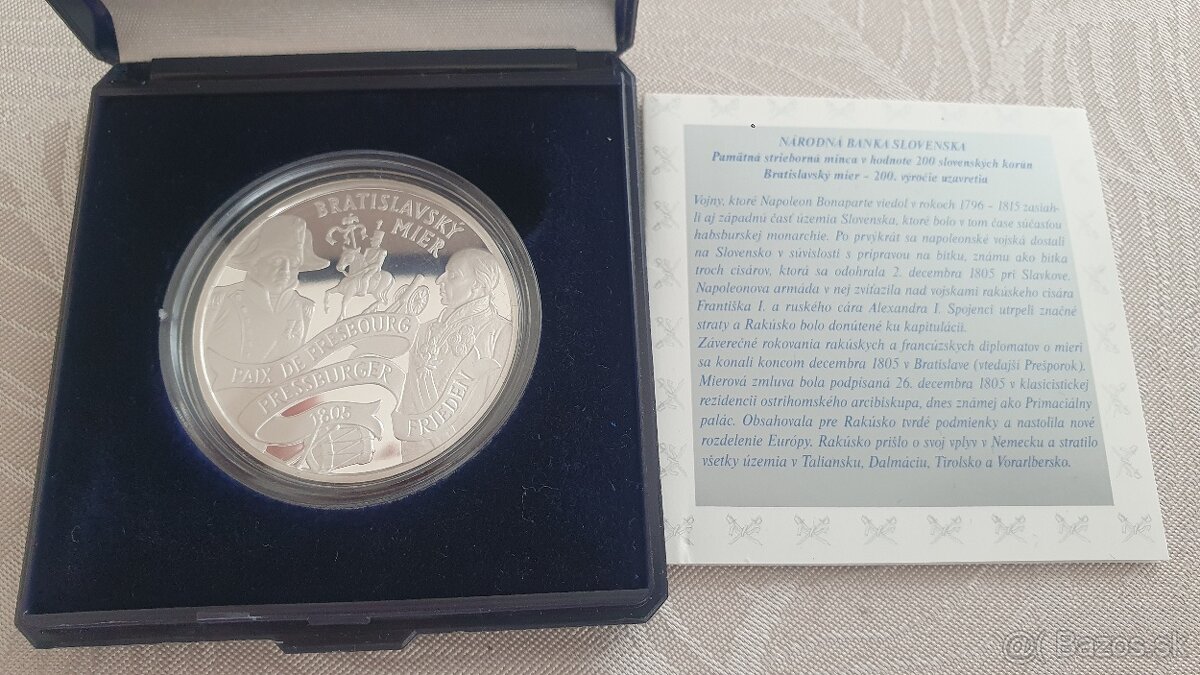 BRATISLAVSKÝ
MIER
PAIX DE PRESBOURG
PRESSBURGER
FRIEDEN
1805
NÁRODNÁ BANKA SLOVENSKA
Pamätná strieborná minca v hodnote 200 slovenských korún
Bratislavský mier – 200. výročie uzavretia
Vojny, ktoré Napoleon Bonaparte viedol v rokoch 1796 – 1815 zasiah-
li aj západnú časť územia Slovenska, ktoré bolo v tom čase súčasťou
habsburskej monarchie. Po prvýkrát sa napoleonské vojská dostali
na Slovensko v súvislosti s prípravou na bitku, známu ako bitka
troch cisárov, ktorá sa odohrala 2. decembra 1805 pri Slavkove.
Napoleonova armáda v nej zvíťazila nad vojskami rakúskeho cisára
Františka I. a ruského cára Alexandra I. Spojenci utrpeli značné
straty a Rakúsko bolo donútené ku kapitulácii.
Záverečné rokovania rakúskych a francúzskych diplomatov o mieri
sa konali koncom decembra 1805 v Bratislave (vtedajší Prešporok).
Mierová zmluva bola podpísaná 26. decembra 1805 v klasicistickej
rezidencii ostrihomského arcibiskupa, dnes známej ako Primaciálny
palác. Obsahovala pre Rakúsko tvrdé podmienky a nastolila nové
rozdelenie Európy. Rakúsko prišlo o svoj vplyv v Nemecku a stratilo
všetky územia v Taliansku, Dalmáciu, Tirolsko a Vorarlbersko.
Bazos.sk